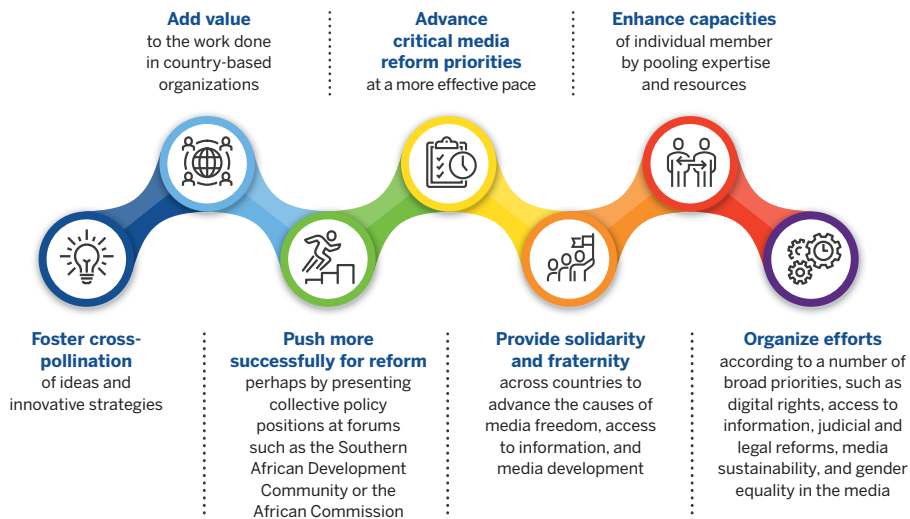 Add value
to the work done
in country-based
organizations
Advance
critical media
reform priorities
at a more effective pace
Enhance capacities
of individual member
by pooling expertise
and resources
Foster cross-
pollination
of ideas and
innovative strategies
Push more
successfully for reform
perhaps by presenting
collective policy
positions at forums
such as the Southern
African Development
Community or the
African Commission
Provide solidarity
and fraternity
across countries to
advance the causes of
media freedom, access
to information, and
media development
Organize efforts
according to a number of
broad priorities, such as
digital rights, access to
information, judicial and
legal reforms, media
sustainability, and gender
equality in the media